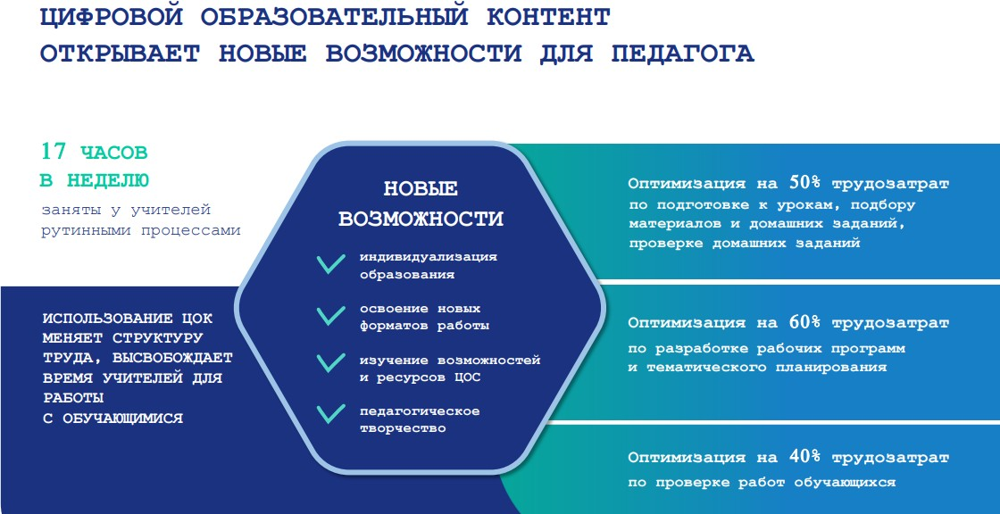 ЦИФРОВОЙ ОБРАЗОВАТЕЛЬНЫЙ КОНТЕНТ
ОТКРЫВАЕТ НОВЫЕ ВОЗМОЖНОСТИ ДЛЯ ПЕДАГОГА
17 ЧАСОВ
В НЕДЕЛЮ
заняты у учителей
рутинными процессами
ИСПОЛЬЗОВАНИЕ ЦОК
МЕНЯЕТ СТРУКТУРУ
ТРУДА, ВЫСВОБОЖДАЕТ
ВРЕМЯ УЧИТЕЛЕЙ ДЛЯ
РАБОТЫ
С ОБУЧАЮЩИМИСЯ
НОВЫЕ
ВОЗМОЖНОСТИ
индивидуализация
образования
освоение новых
форматов работы
изучение возможностей
и ресурсов ЦОС
педагогическое
творчество
Оптимизация на 50% трудозатрат
по подготовке к урокам, подбору
материалов и домашних заданий,
проверке домашних заданий
Оптимизация на 60% трудозатрат
по разработке рабочих программ
и тематического планирования
Оптимизация на 40% трудозатрат
по проверке работ обучающихся